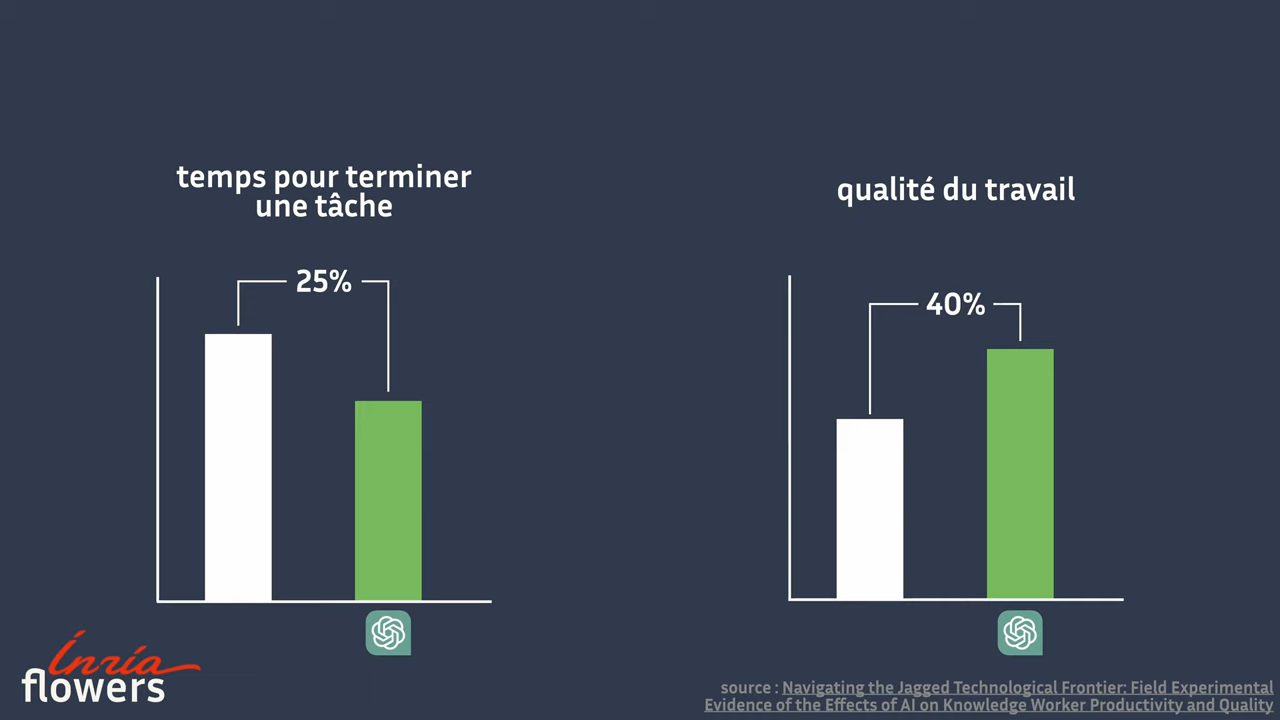 temps pour terminer
une tâche
qualité du travail
25%
40%
Inria
flowers
source : Navigating the Jagged Technological Frontier: Field Experimental
Evidence of the Effects of AI on Knowledge Worker Productivity and Quality